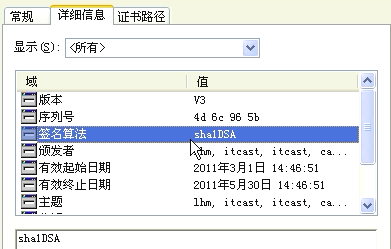 常规 详细信息 证书路径
显示(S): <所有>
域 值
版本 V3
序列号 4d 6c 96 5b
签名算法 sha1DSA
颁发者 lhm, itcast, itcast, ca...
有效起始日期 2011年3月1日 14:46:51
有效终止日期 2011年5月30日 14:46:51
主题 lhm, itcast, itcast, ca...
sha1DSA